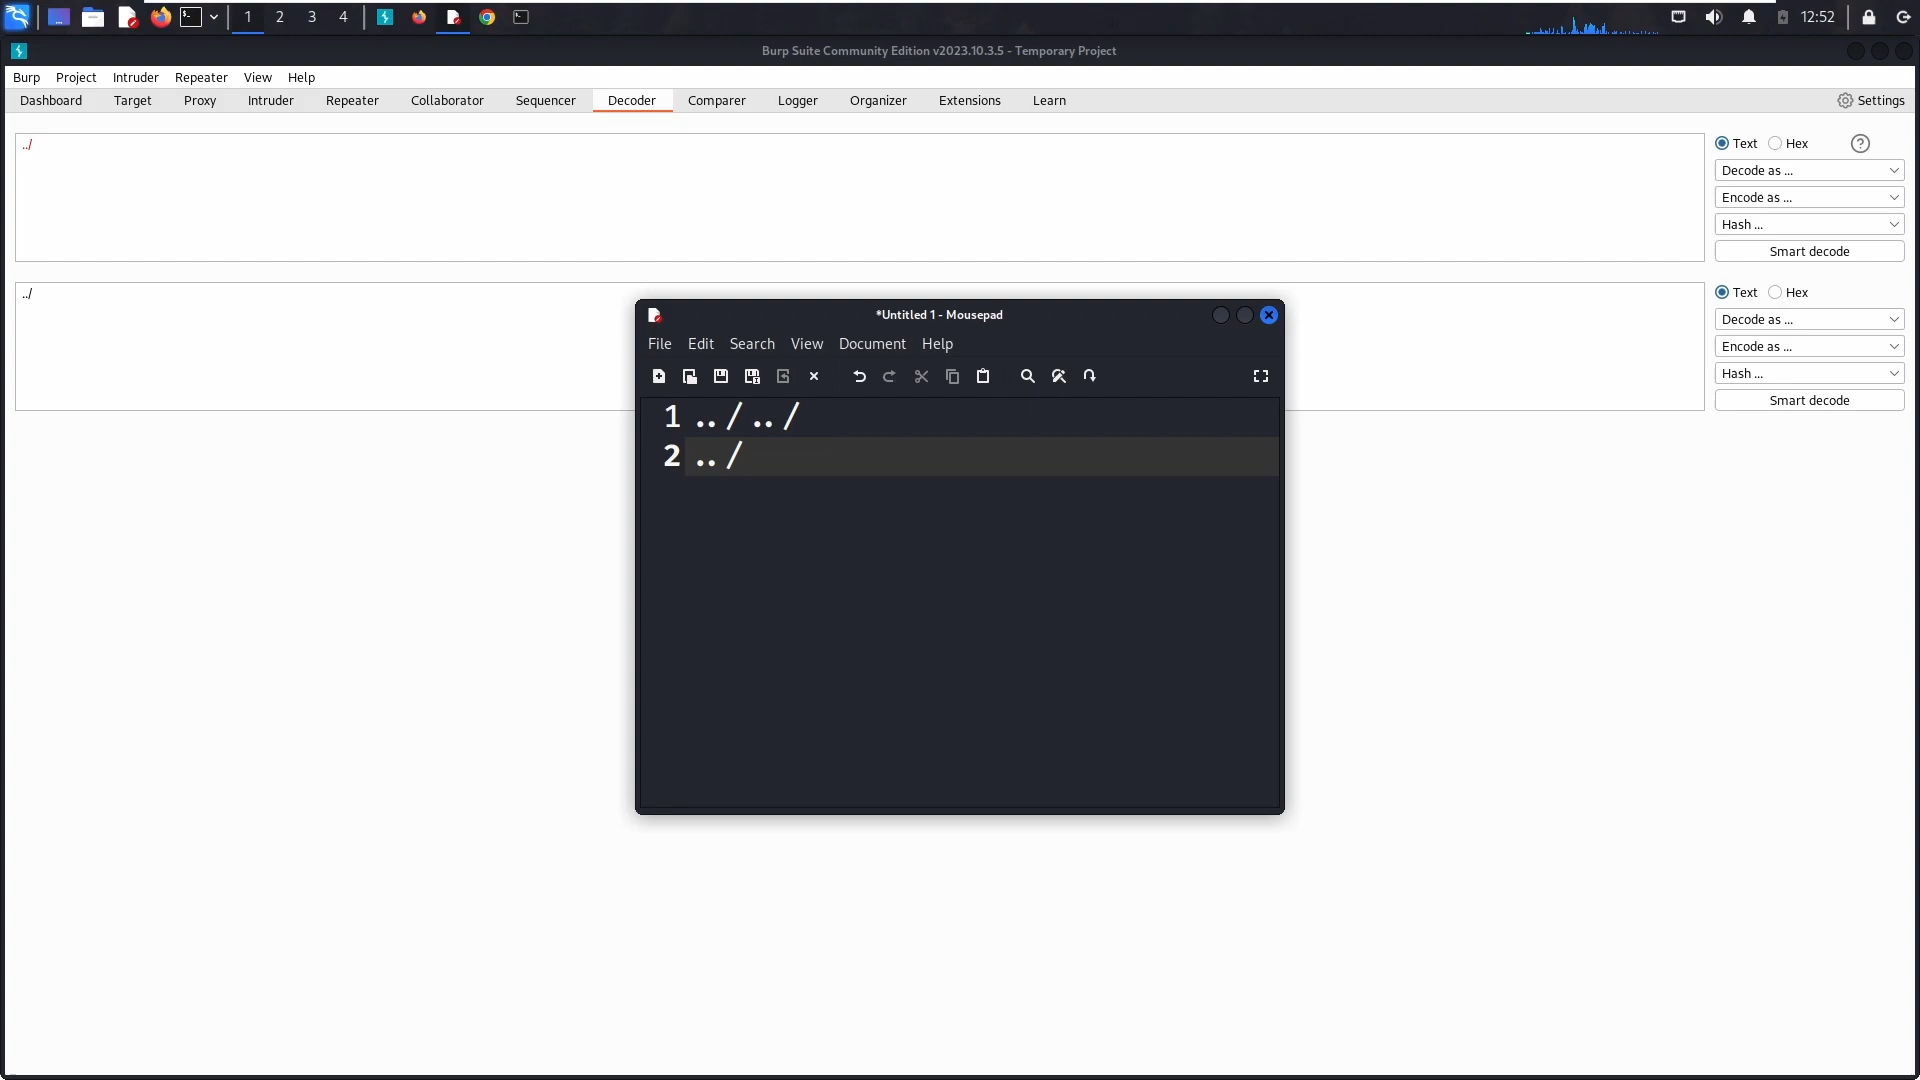 1 2 3 4 12:52
Burp Suite Community Edition v2023.10.3.5 - Temporary Project
Burp Project Intruder Repeater View Help
Dashboard Target Proxy Intruder Repeater Collaborator Sequencer Decoder Comparer Logger Organizer Extensions Learn Settings
../
Text Hex ?
Decode as ...
Encode as ...
Hash ...
Smart decode
../
Text Hex
Decode as ...
Encode as ...
Hash ...
Smart decode
*Untitled 1 - Mousepad
File Edit Search View Document Help
1 ../../
2 ../